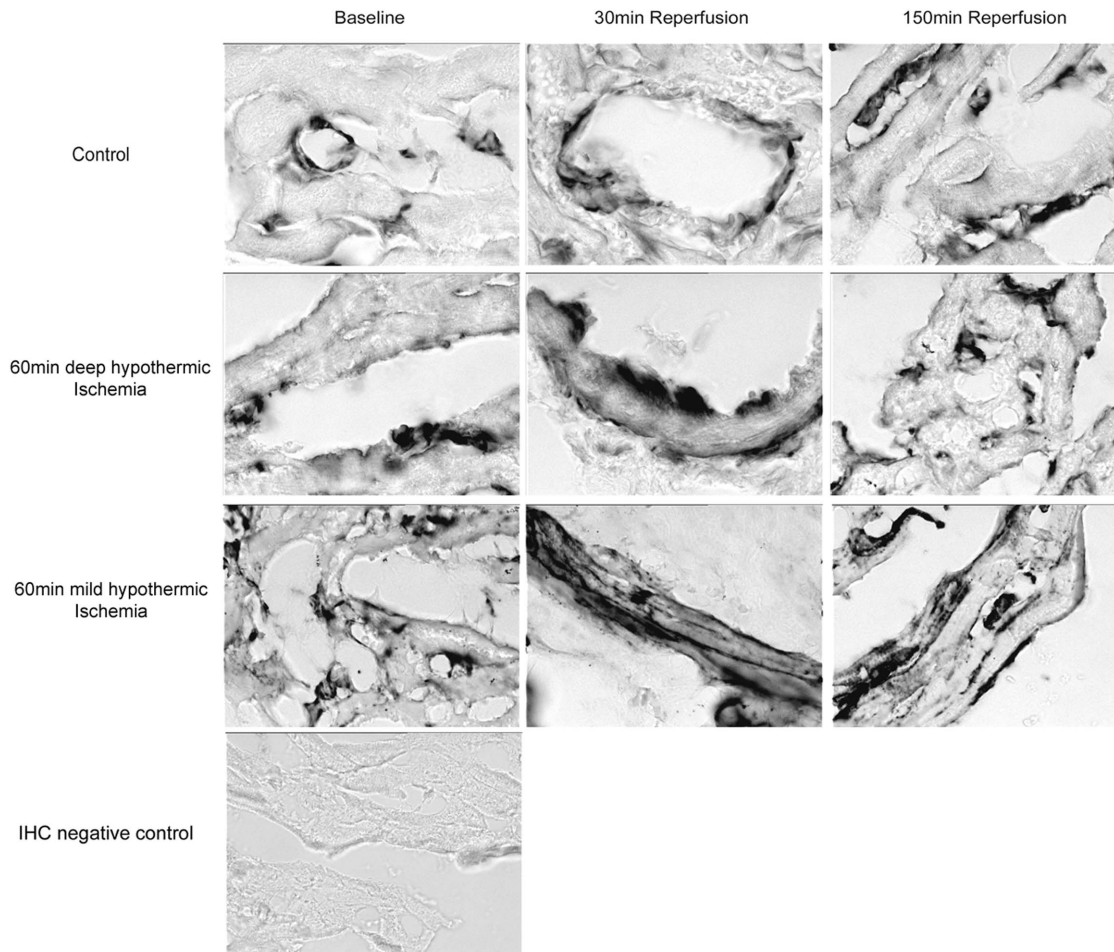 Baseline
30min Reperfusion
150min Reperfusion
Control
60min deep hypothermic
Ischemia
60min mild hypothermic
Ischemia
IHC negative control